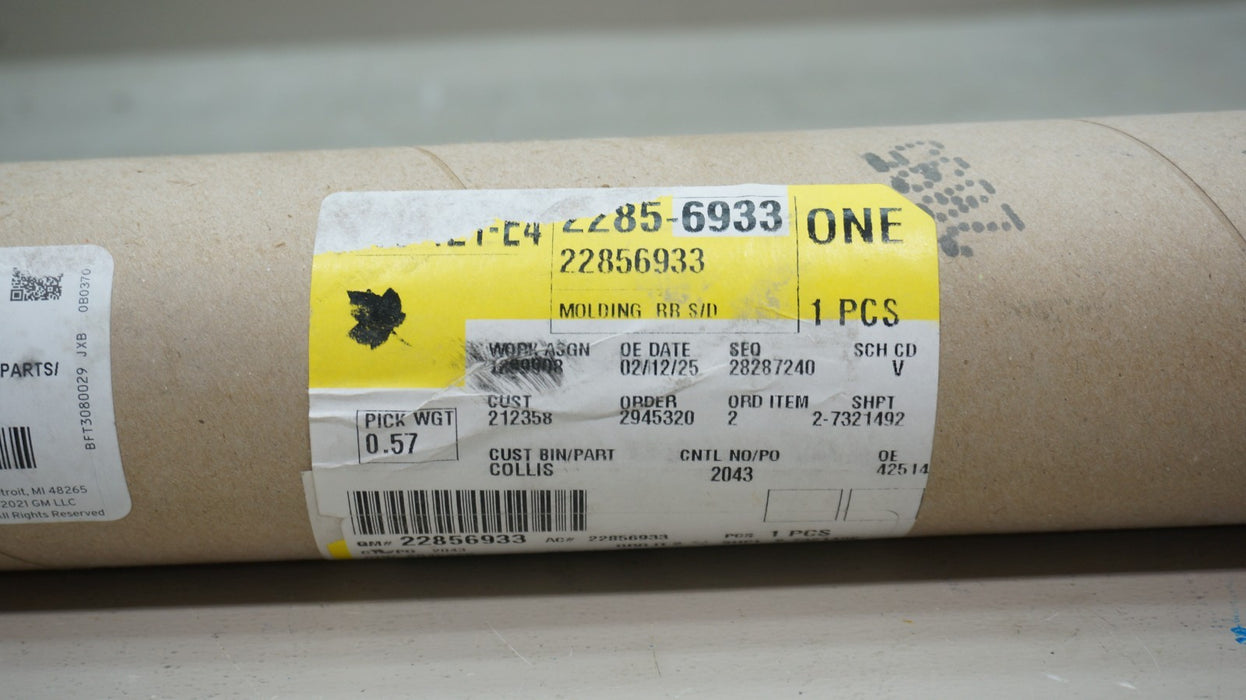 2285-6933
ONE
22856933
MOLDING RR S/D
1 PCS
WORK ASGN
OE DATE
SEQ
SCH CD
02/12/25
28287240
V
PICK WGT
0.57
CUST
ORDER
ORD ITEM
SHPT
212358
2945320
2
2-7321492
CUST BIN/PART
CNTL NO/PO
OE
COLLIS
2043
42514
GM# 22856933
AC# 22856933
PCS 1 PCS
PARTS/
BFT3080029 JXB 0B0370
troit, MI 48265
2021 GM LLC
All Rights Reserved